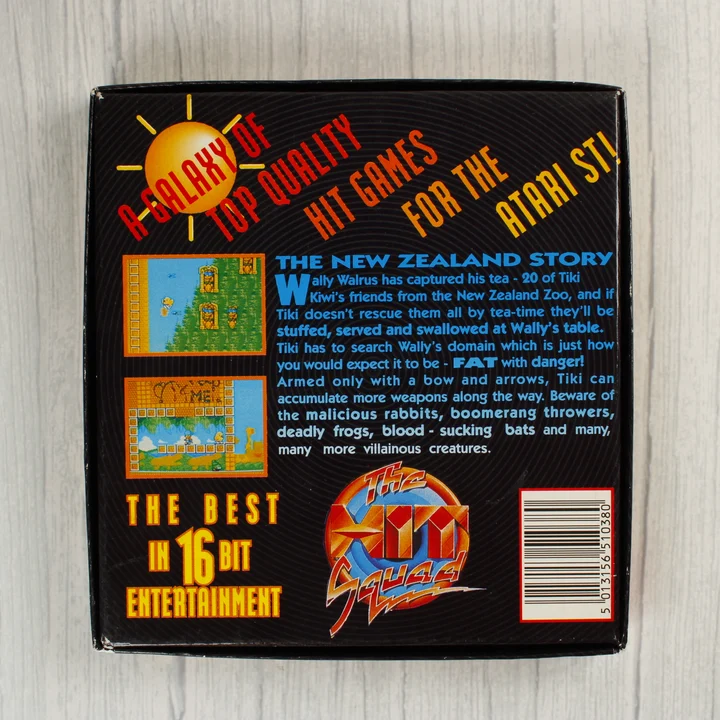 A GALAXY OF
TOP QUALITY
HIT GAMES
FOR THE
ATARI ST!
THE NEW ZEALAND STORY
Wally Walrus has captured his tea - 20 of Tiki
Kiwi's friends from the New Zealand Zoo, and if
Tiki doesn't rescue them all by tea-time they'll be
stuffed, served and swallowed at Wally's table.
Tiki has to search Wally's domain which is just how
you would expect it to be - FAT with danger!
Armed only with a bow and arrows, Tiki can
accumulate more weapons along the way. Beware of
the malicious rabbits, boomerang throwers,
deadly frogs, blood - sucking bats and many,
many more villainous creatures.
ME!
THE BEST
IN 16 BIT
ENTERTAINMENT
The
HIT
Squad
5 013156 510380